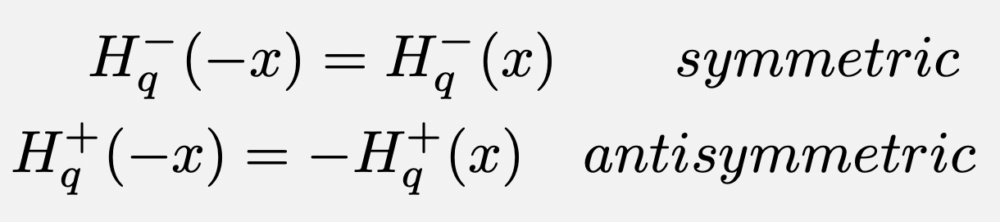 $H_q^-(-x) = H_q^-(x)$ symmetric
$H_q^+(-x) = -H_q^+(x)$ antisymmetric